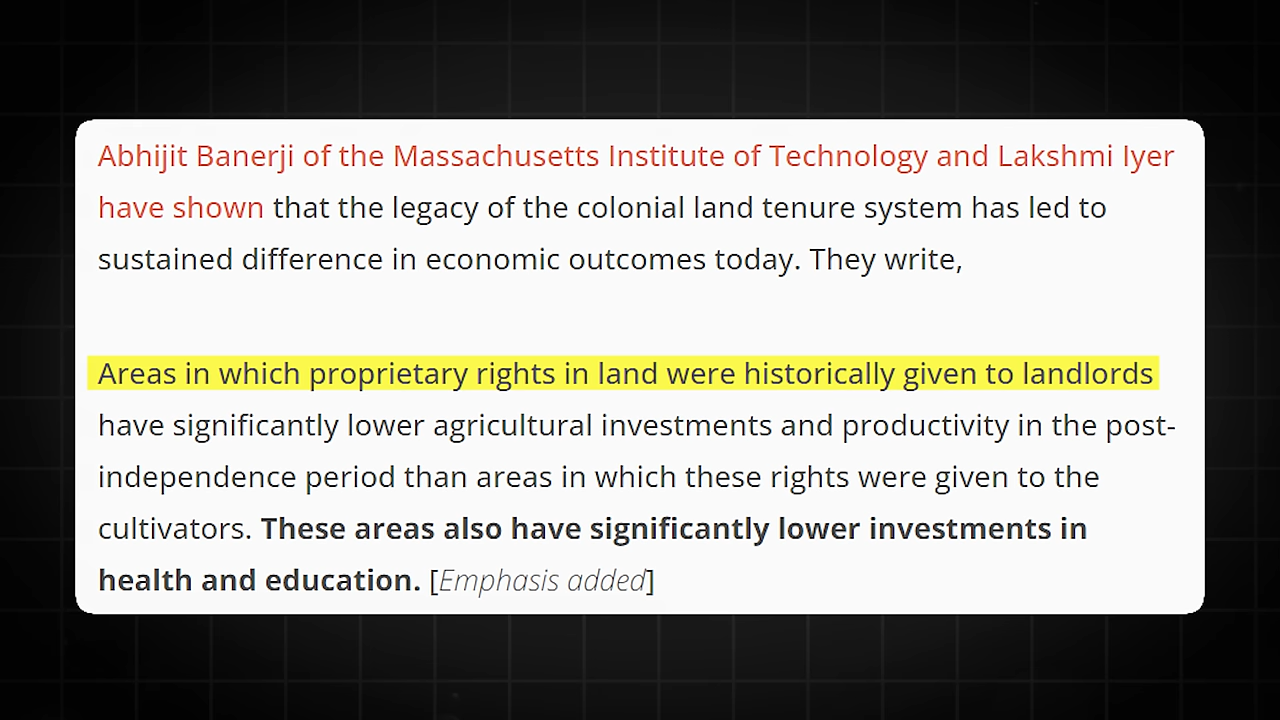 Abhijit Banerji of the Massachusetts Institute of Technology and Lakshmi Iyer
have shown that the legacy of the colonial land tenure system has led to
sustained difference in economic outcomes today. They write,
Areas in which proprietary rights in land were historically given to landlords
have significantly lower agricultural investments and productivity in the post-
independence period than areas in which these rights were given to the
cultivators. These areas also have significantly lower investments in
health and education. [Emphasis added]